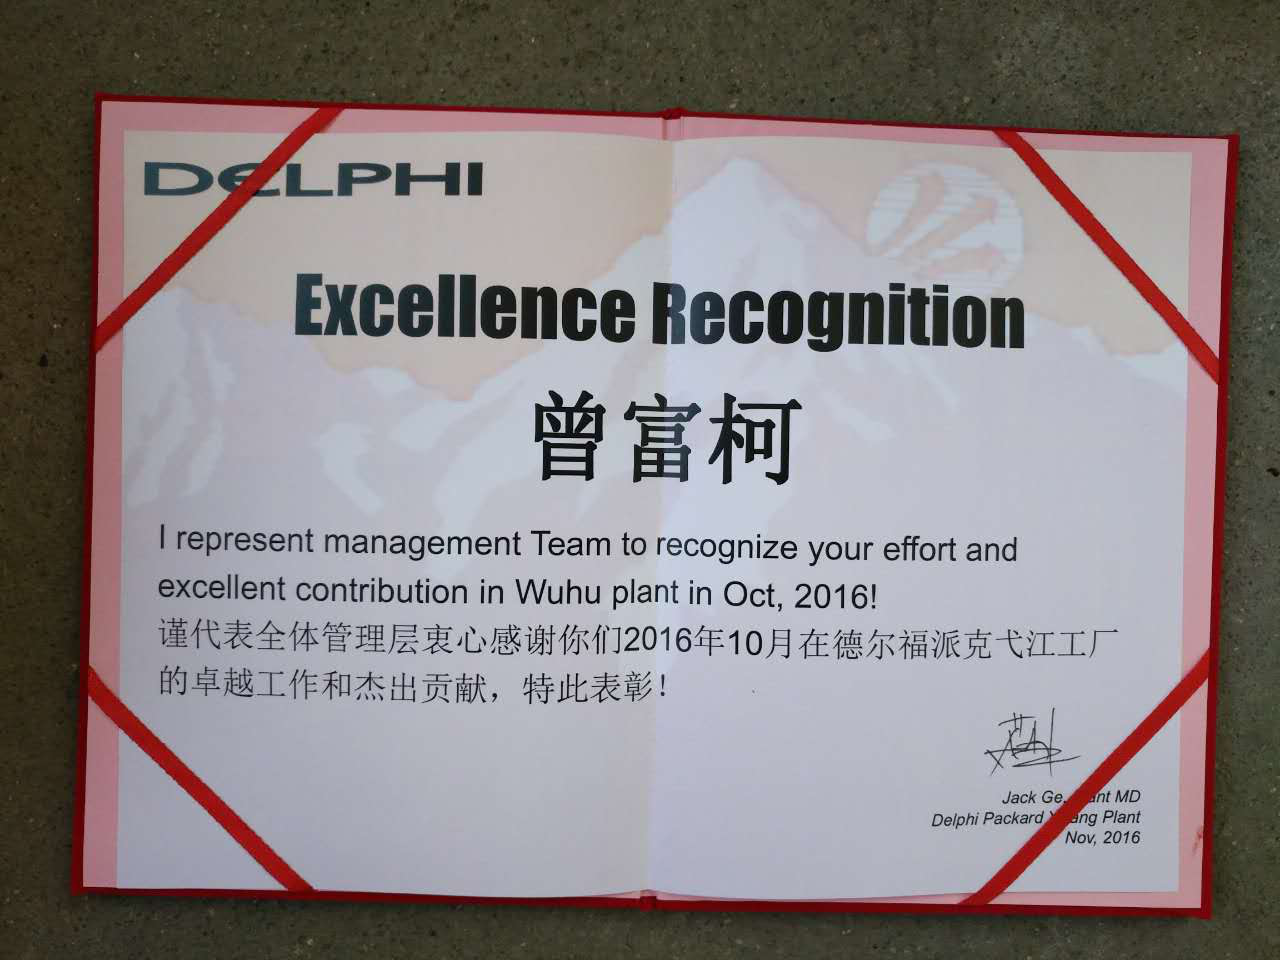 DELPHI
Excellence Recognition
曾富柯
I represent management Team to recognize your effort and
excellent contribution in Wuhu plant in Oct, 2016!
谨代表全体管理层衷心感谢你们2016年10月在德尔福派克弋江工厂
的卓越工作和杰出贡献，特此表彰！
Jack Ge, MD
Delphi Packard Plant
Nov, 2016